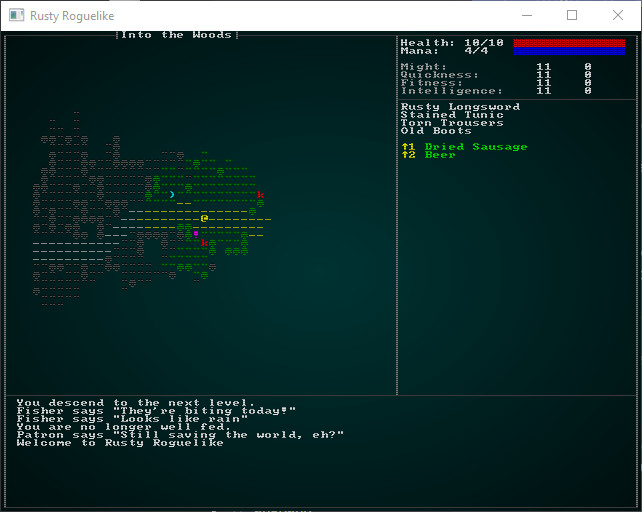 Rusty Roguelike
Into the Woods
Health: 10/10
Mana: 4/4
Might: 11 0
Quickness: 11 0
Fitness: 11 0
Intelligence: 11 0
Rusty Longsword
Stained Tunic
Torn Trousers
Old Boots
↑1 Dried Sausage
↑2 Beer
You descend to the next level.
Fisher says "They're biting today!"
Fisher says "Looks like rain"
You are no longer well fed.
Patron says "Still saving the world, eh?"
Welcome to Rusty Roguelike